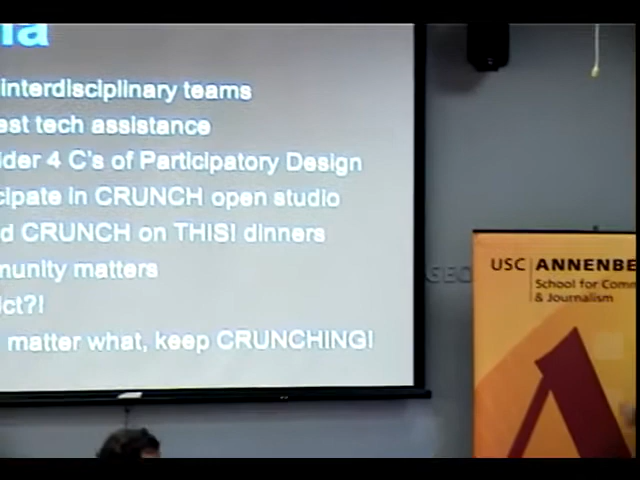 interdisciplinary teams
est tech assistance
der 4 C's of Participatory Design
cipate in CRUNCH open studio
d CRUNCH on THIS! dinners
munity matters
ict?!
matter what, keep CRUNCHING!
USC ANNENBE
School for Comm
& Journalism